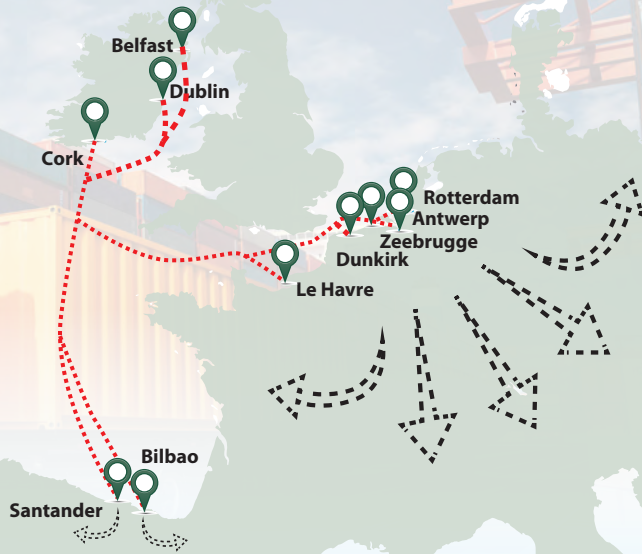 Belfast
Dublin
Cork
Rotterdam
Antwerp
Zeebrugge
Dunkirk
Le Havre
Bilbao
Santander